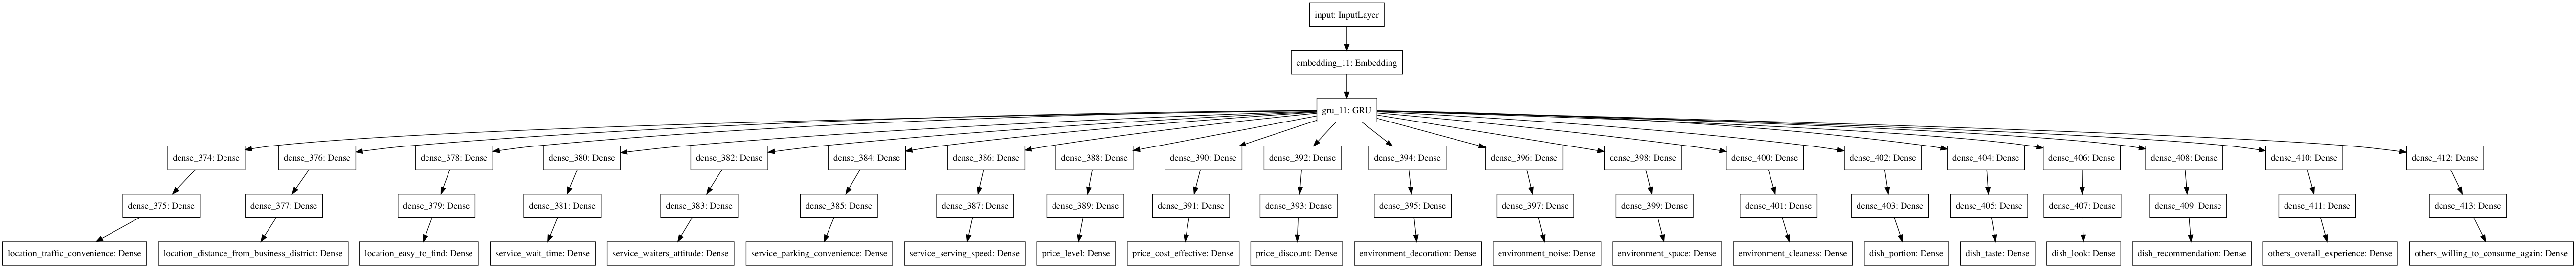 input: InputLayer
embedding_11: Embedding
gru_11: GRU
dense_374: Dense
dense_376: Dense
dense_378: Dense
dense_380: Dense
dense_382: Dense
dense_384: Dense
dense_386: Dense
dense_388: Dense
dense_390: Dense
dense_392: Dense
dense_394: Dense
dense_396: Dense
dense_398: Dense
dense_400: Dense
dense_402: Dense
dense_404: Dense
dense_406: Dense
dense_408: Dense
dense_410: Dense
dense_412: Dense
dense_375: Dense
dense_377: Dense
dense_379: Dense
dense_381: Dense
dense_383: Dense
dense_385: Dense
dense_387: Dense
dense_389: Dense
dense_391: Dense
dense_393: Dense
dense_395: Dense
dense_397: Dense
dense_399: Dense
dense_401: Dense
dense_403: Dense
dense_405: Dense
dense_407: Dense
dense_409: Dense
dense_411: Dense
dense_413: Dense
location_traffic_convenience: Dense
location_distance_from_business_district: Dense
location_easy_to_find: Dense
service_wait_time: Dense
service_waiters_attitude: Dense
service_parking_convenience: Dense
service_serving_speed: Dense
price_level: Dense
price_cost_effective: Dense
price_discount: Dense
environment_decoration: Dense
environment_noise: Dense
environment_space: Dense
environment_cleaness: Dense
dish_portion: Dense
dish_taste: Dense
dish_look: Dense
dish_recommendation: Dense
others_overall_experience: Dense
others_willing_to_consume_again: Dense